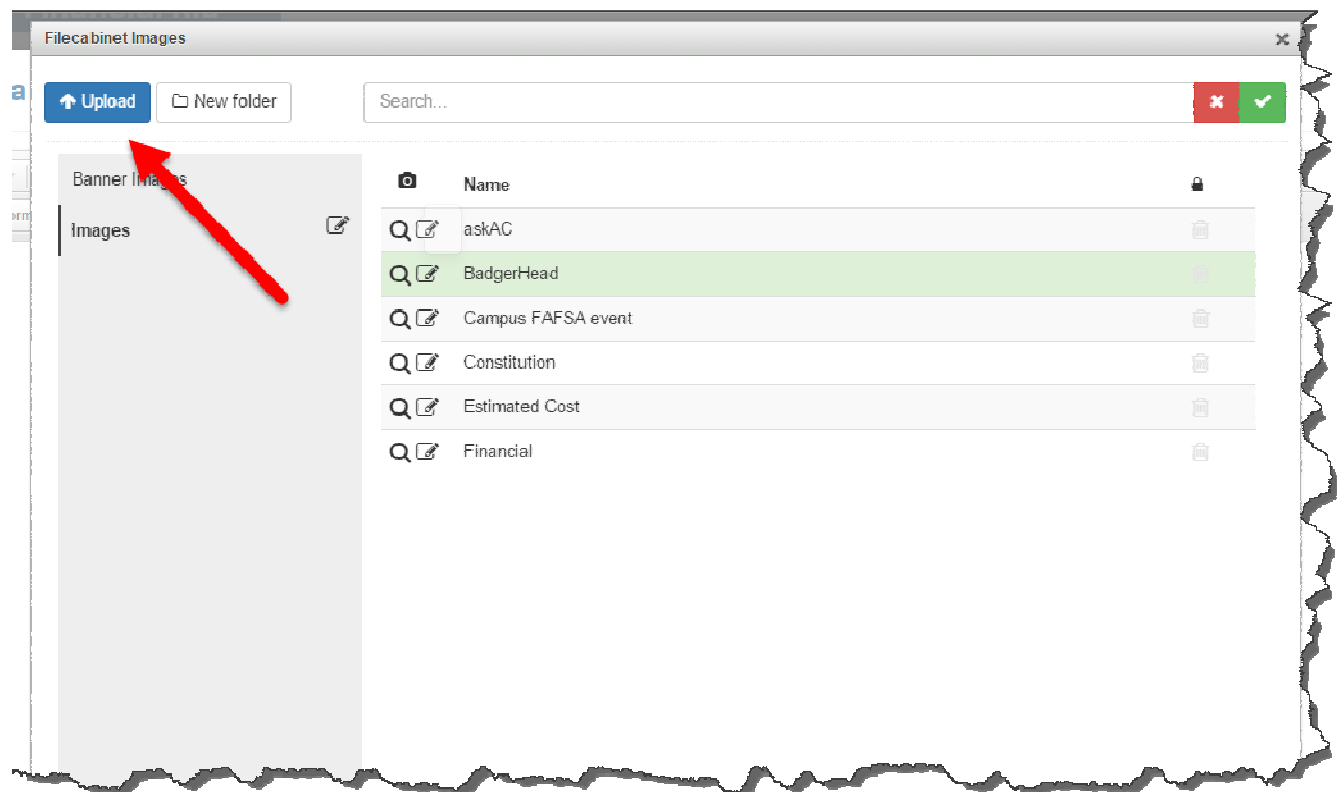 Filecabinet Images
Upload
New folder
Search...
Banner Images
Images
Name
askAC
BadgerHead
Campus FAFSA event
Constitution
Estimated Cost
Financial